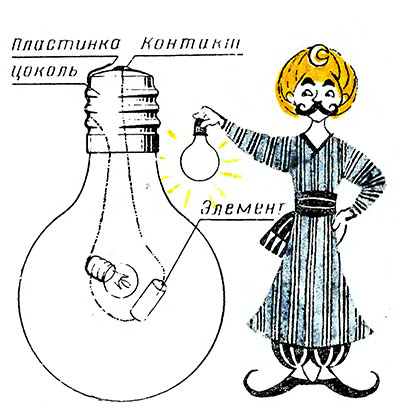 Пластинка Контакт
цоколь
Элемент